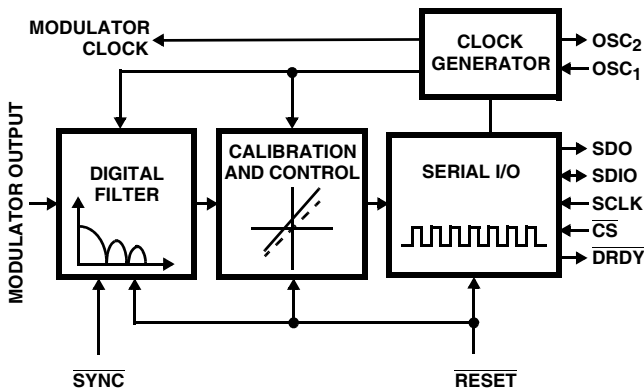 MODULATOR
CLOCK
CLOCK
GENERATOR
OSC2
OSC1
MODULATOR OUTPUT
DIGITAL
FILTER
CALIBRATION
AND CONTROL
SERIAL I/O
SDO
SDIO
SCLK
CS
DRDY
SYNC
RESET